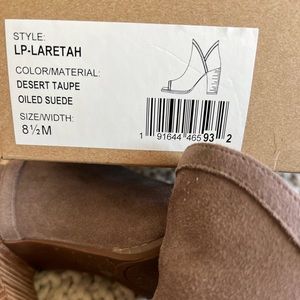 STYLE:
LP-LARETAH
COLOR/MATERIAL:
DESERT TAUPE
OILED SUEDE
SIZE/WIDTH:
8½M
1 91644 46593 2